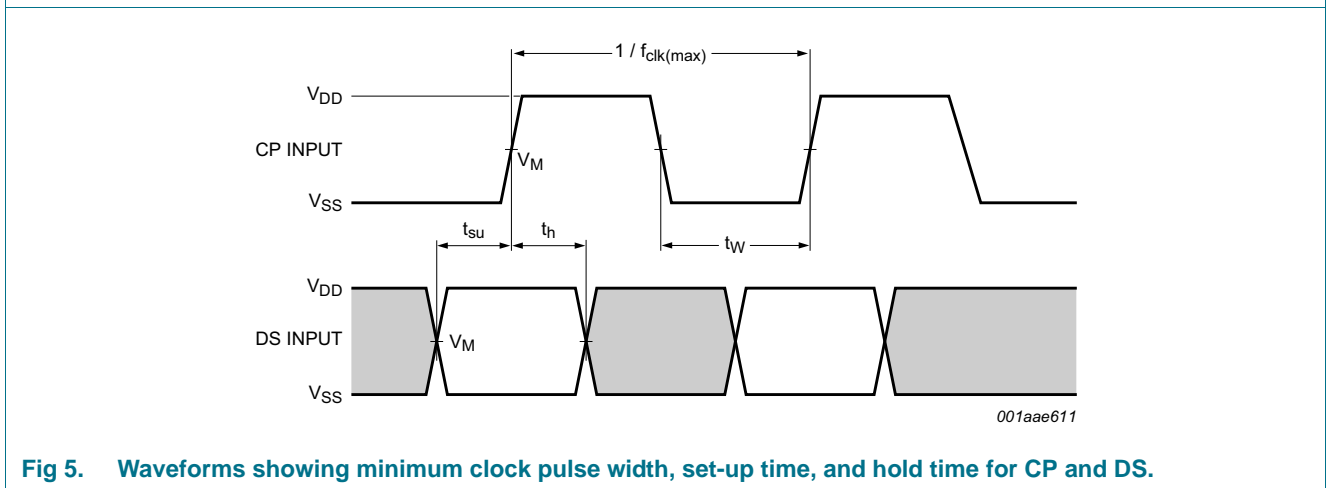 1 / fclk(max)
VDD
CP INPUT
VM
VSS
tsu
th
tW
VDD
DS INPUT
VM
VSS
001aae611
Fig 5. Waveforms showing minimum clock pulse width, set-up time, and hold time for CP and DS.